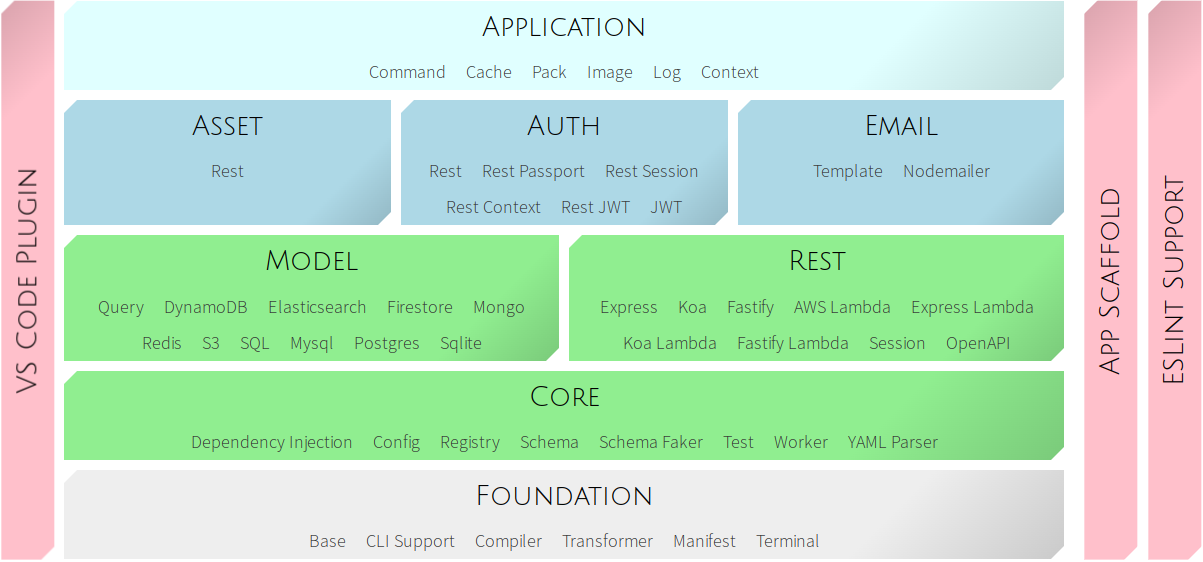 VS Code Plugin
Application
Command Cache Pack Image Log Context
Asset
Rest
Auth
Rest Rest Passport Rest Session
Rest Context Rest JWT JWT
Email
Template Nodemailer
Model
Query DynamoDB Elasticsearch Firestore Mongo
Redis S3 SQL Mysql Postgres Sqlite
Rest
Express Koa Fastify AWS Lambda Express Lambda
Koa Lambda Fastify Lambda Session OpenAPI
Core
Dependency Injection Config Registry Schema Schema Faker Test Worker YAML Parser
Foundation
Base CLI Support Compiler Transformer Manifest Terminal
App Scaffold
ESLint Support